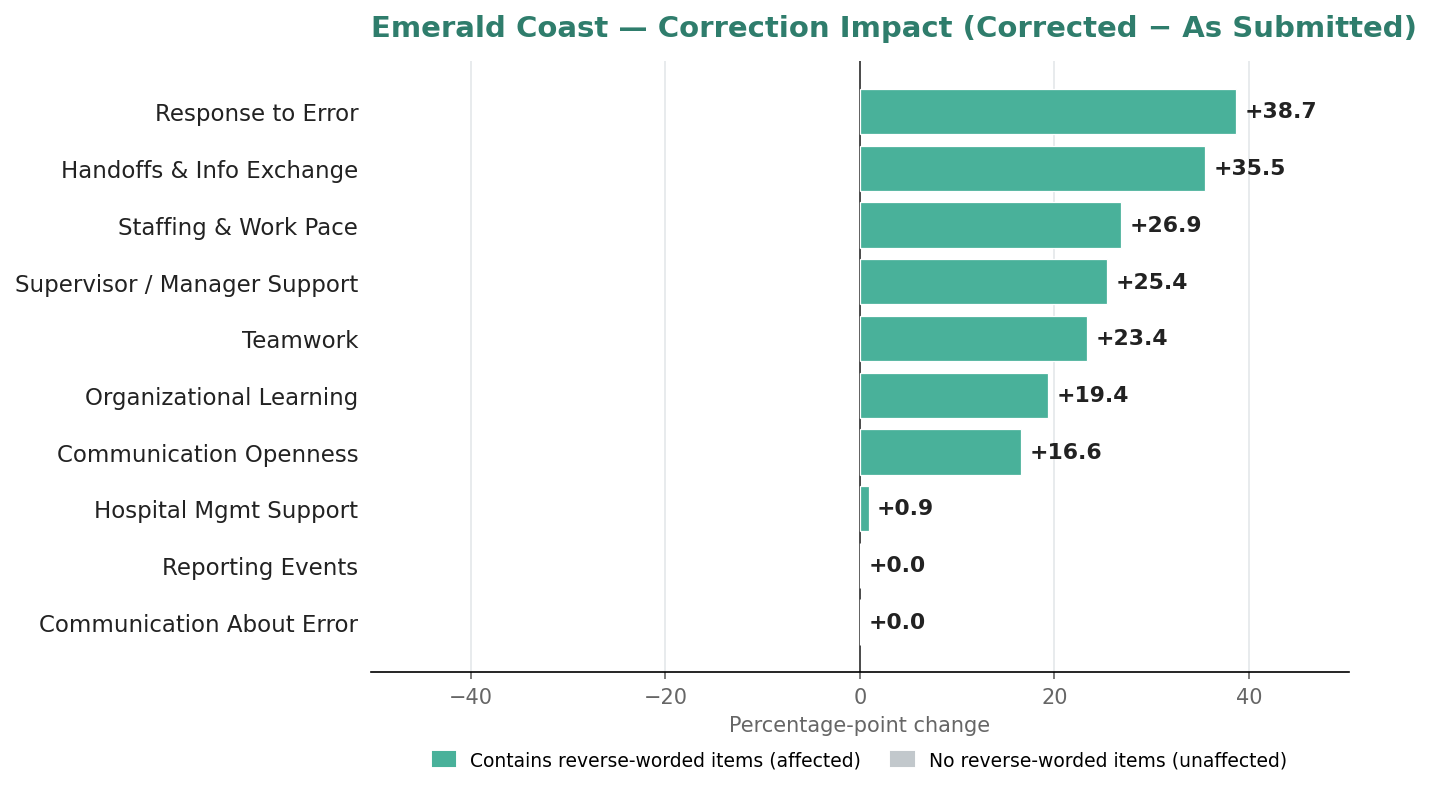 Emerald Coast — Correction Impact (Corrected − As Submitted)
Response to Error +38.7
Handoffs & Info Exchange +35.5
Staffing & Work Pace +26.9
Supervisor / Manager Support +25.4
Teamwork +23.4
Organizational Learning +19.4
Communication Openness +16.6
Hospital Mgmt Support +0.9
Reporting Events +0.0
Communication About Error +0.0
−40 −20 0 20 40
Percentage-point change
Contains reverse-worded items (affected) No reverse-worded items (unaffected)